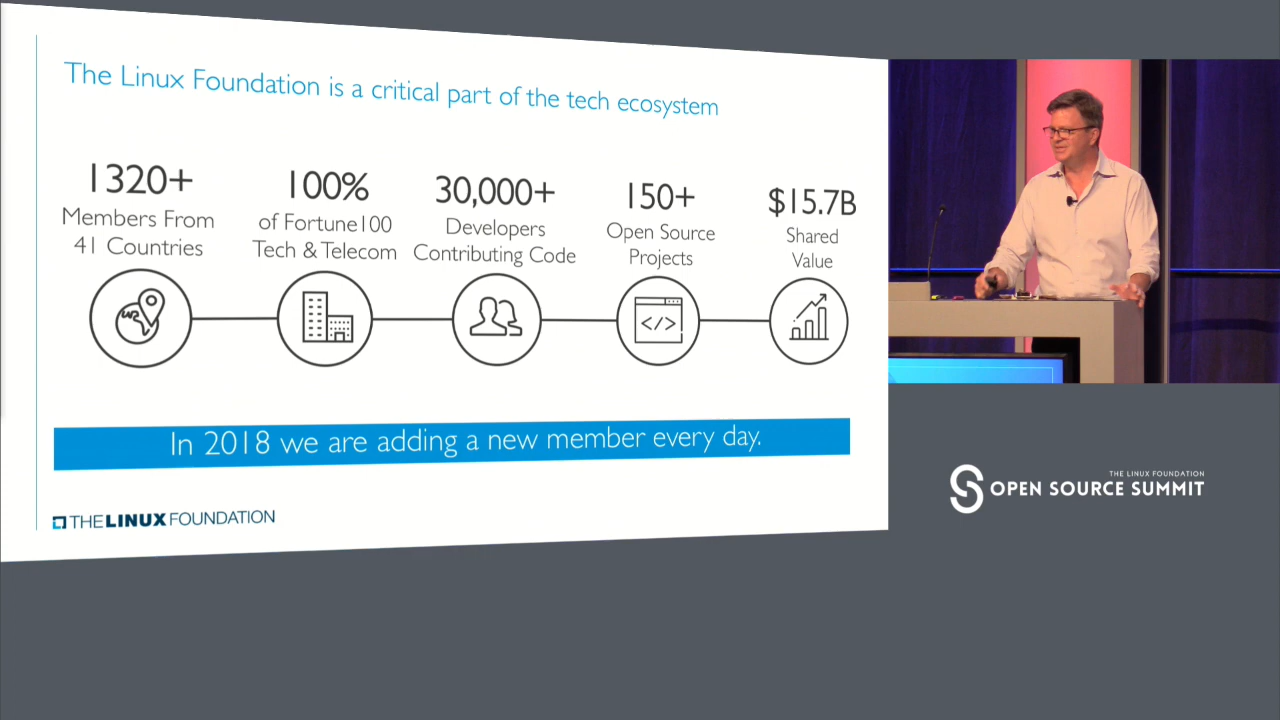 The Linux Foundation is a critical part of the tech ecosystem
1320+
Members From
41 Countries
100%
of Fortune100
Tech & Telecom
30,000+
Developers
Contributing Code
150+
Open Source
Projects
$15.7B
Shared
Value
</>
In 2018 we are adding a new member every day.
THE LINUX FOUNDATION
THE LINUX FOUNDATION
OPEN SOURCE SUMMIT